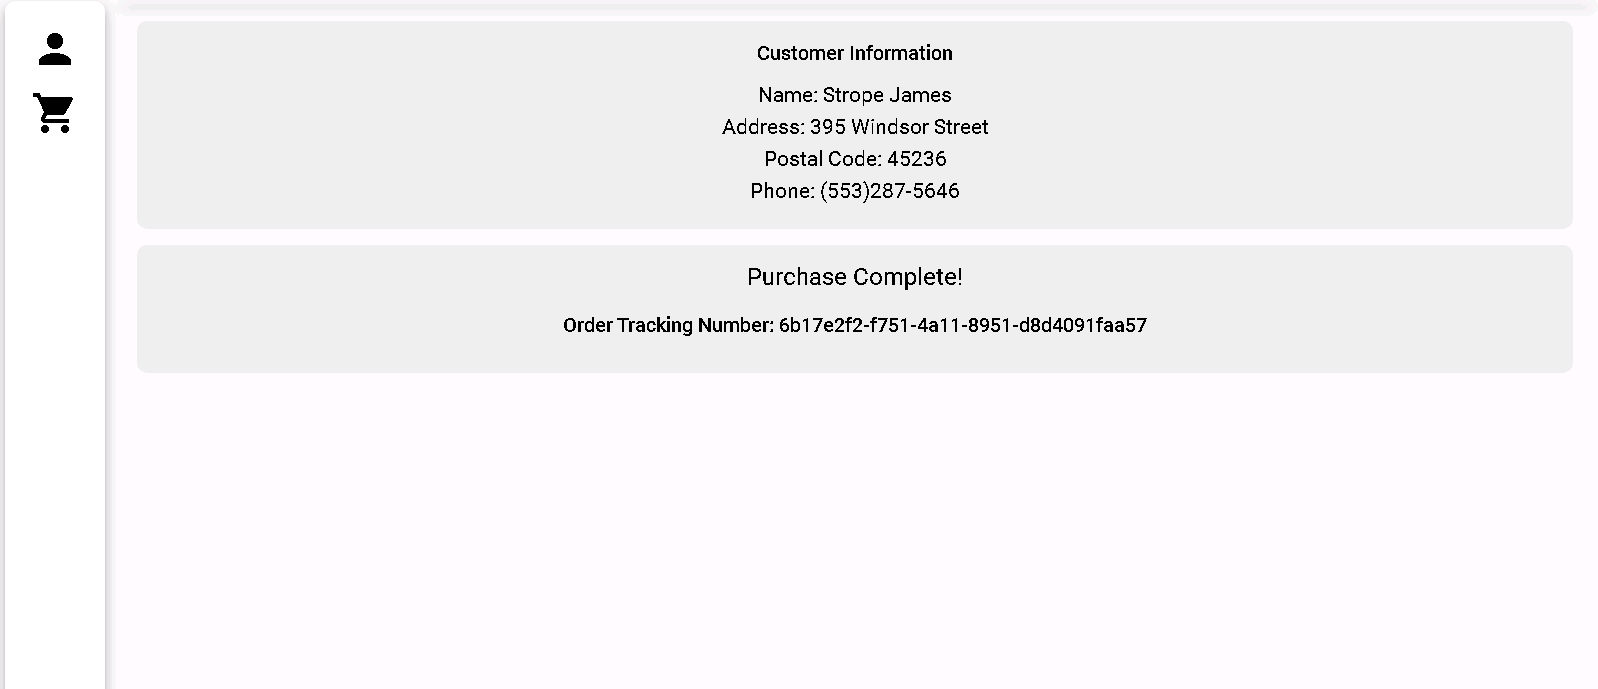 Customer Information
Name: Strope James
Address: 395 Windsor Street
Postal Code: 45236
Phone: (553)287-5646
Purchase Complete!
Order Tracking Number: 6b17e2f2-f751-4a11-8951-d8d4091faa57